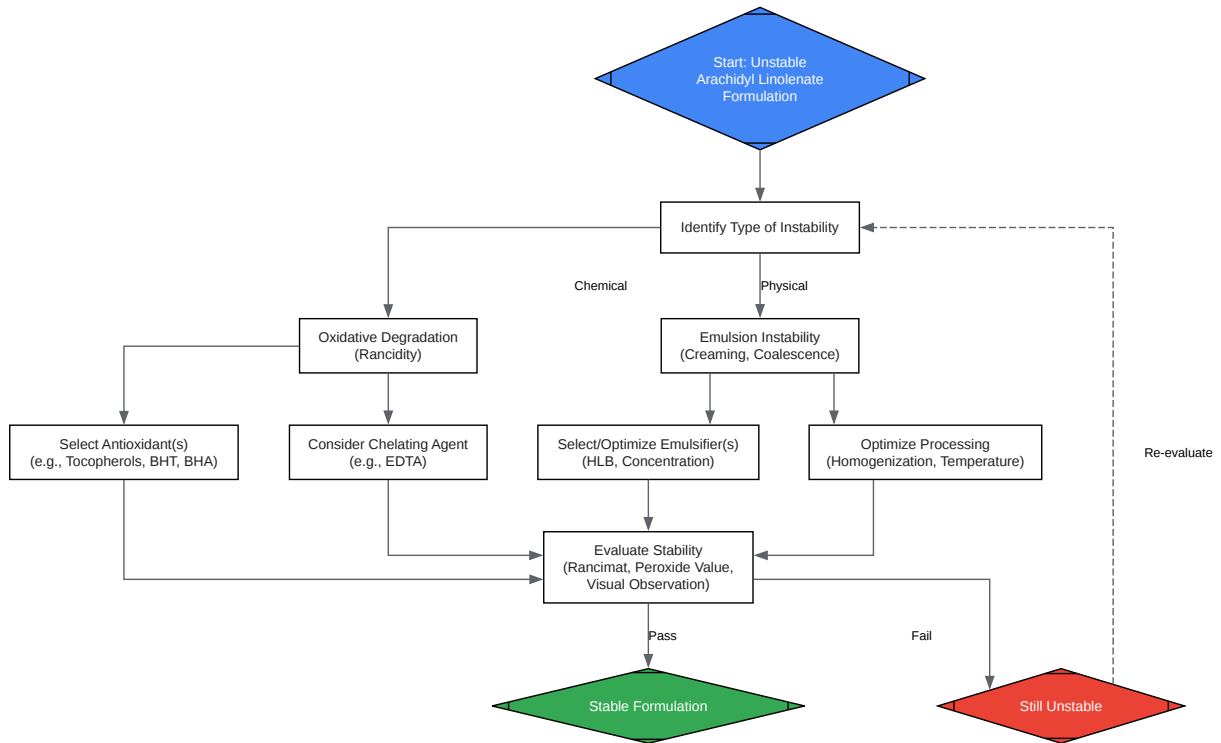 Start: Unstable
Arachidyl Linolenate
Formulation
Identify Type of Instability
Chemical
Physical
Oxidative Degradation
(Rancidity)
Emulsion Instability
(Creaming, Coalescence)
Select Antioxidant(s)
(e.g., Tocopherols, BHT, BHA)
Consider Chelating Agent
(e.g., EDTA)
Select/Optimize Emulsifier(s)
(HLB, Concentration)
Optimize Processing
(Homogenization, Temperature)
Re-evaluate
Evaluate Stability
(Rancimat, Peroxide Value,
Visual Observation)
Pass
Fail
Stable Formulation
Still Unstable